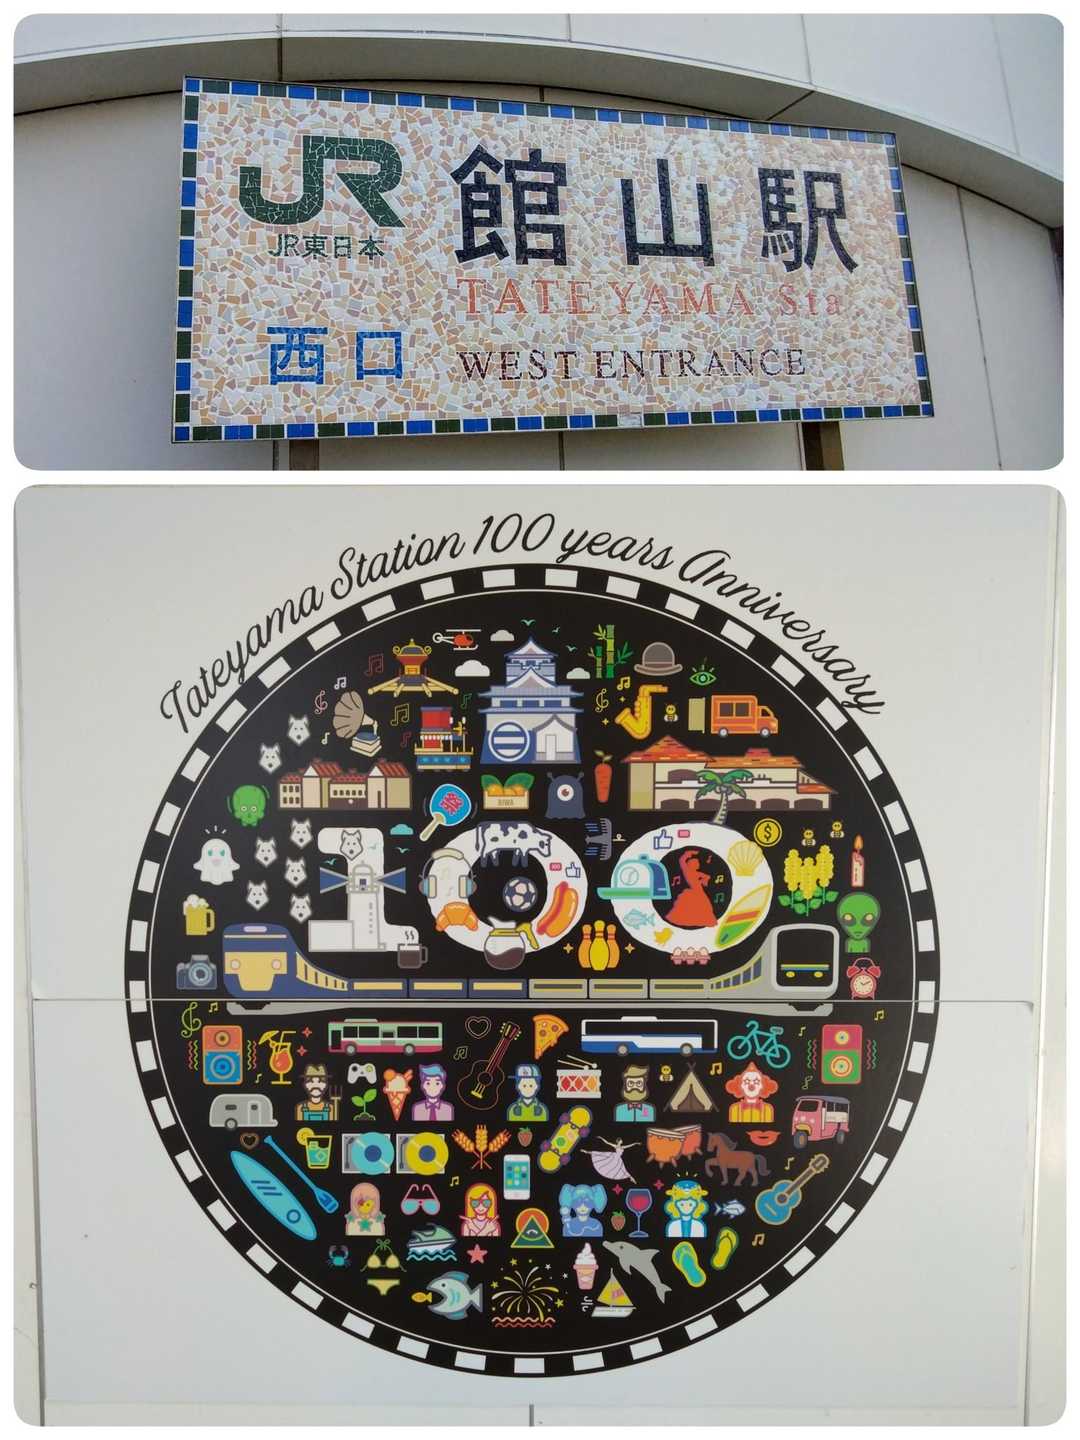 JR 館山駅
JR東日本
TATEYAMA Sta
西口 WEST ENTRANCE
Tateyama Station 100 years Anniversary
BIWA
100